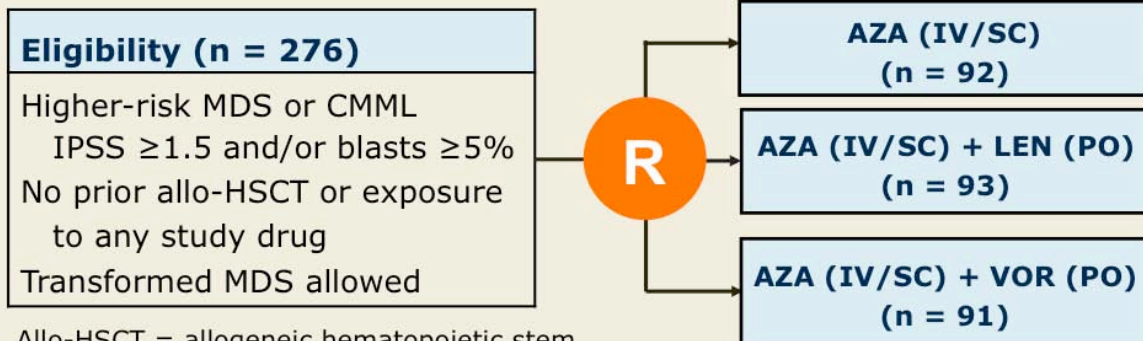 Eligibility (n = 276)
Higher-risk MDS or CMML
IPSS ≥1.5 and/or blasts ≥5%
No prior allo-HSCT or exposure
to any study drug
Transformed MDS allowed
Allo-HSCT = allogeneic hematopoietic stem
R
AZA (IV/SC)
(n = 92)
AZA (IV/SC) + LEN (PO)
(n = 93)
AZA (IV/SC) + VOR (PO)
(n = 91)